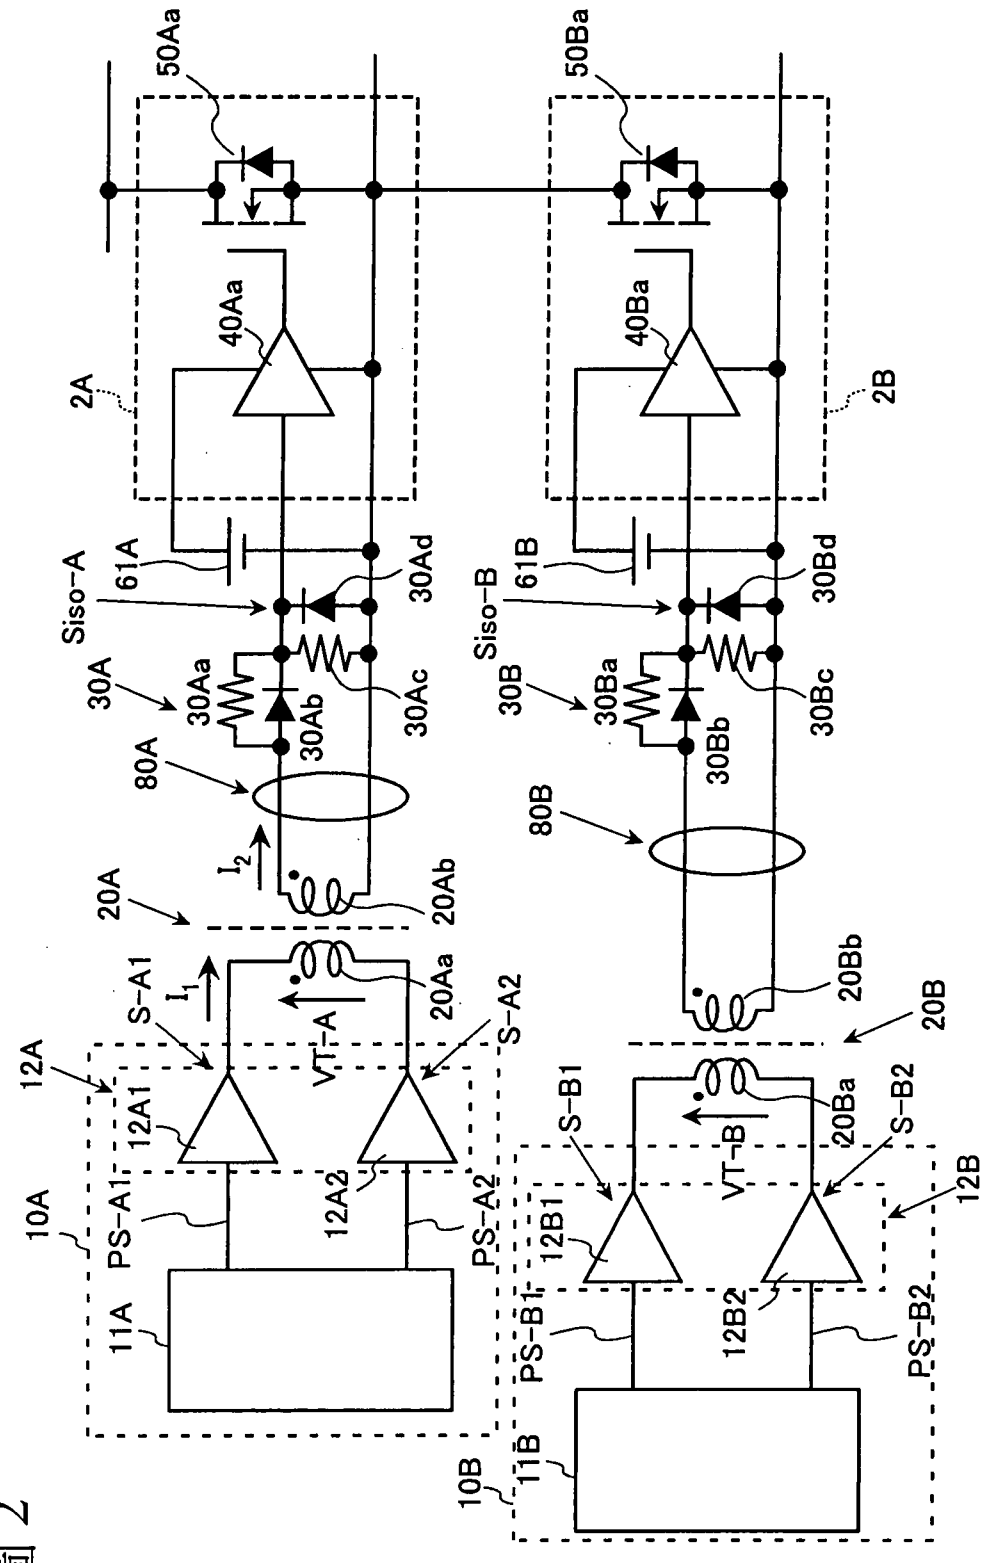 図 2
10A
11A
PS-A1
PS-A2
12A
12A1
12A2
S-A1
S-A2
I1
VT-A
20A
20Aa
20Ab
I2
80A
30A
30Aa
30Ab
30Ac
30Ad
Siso-A
61A
2A
40Aa
50Aa
10B
11B
PS-B1
PS-B2
12B
12B1
12B2
S-B1
S-B2
VT-B
20B
20Ba
20Bb
80B
30B
30Ba
30Bb
30Bc
30Bd
Siso-B
61B
2B
40Ba
50Ba